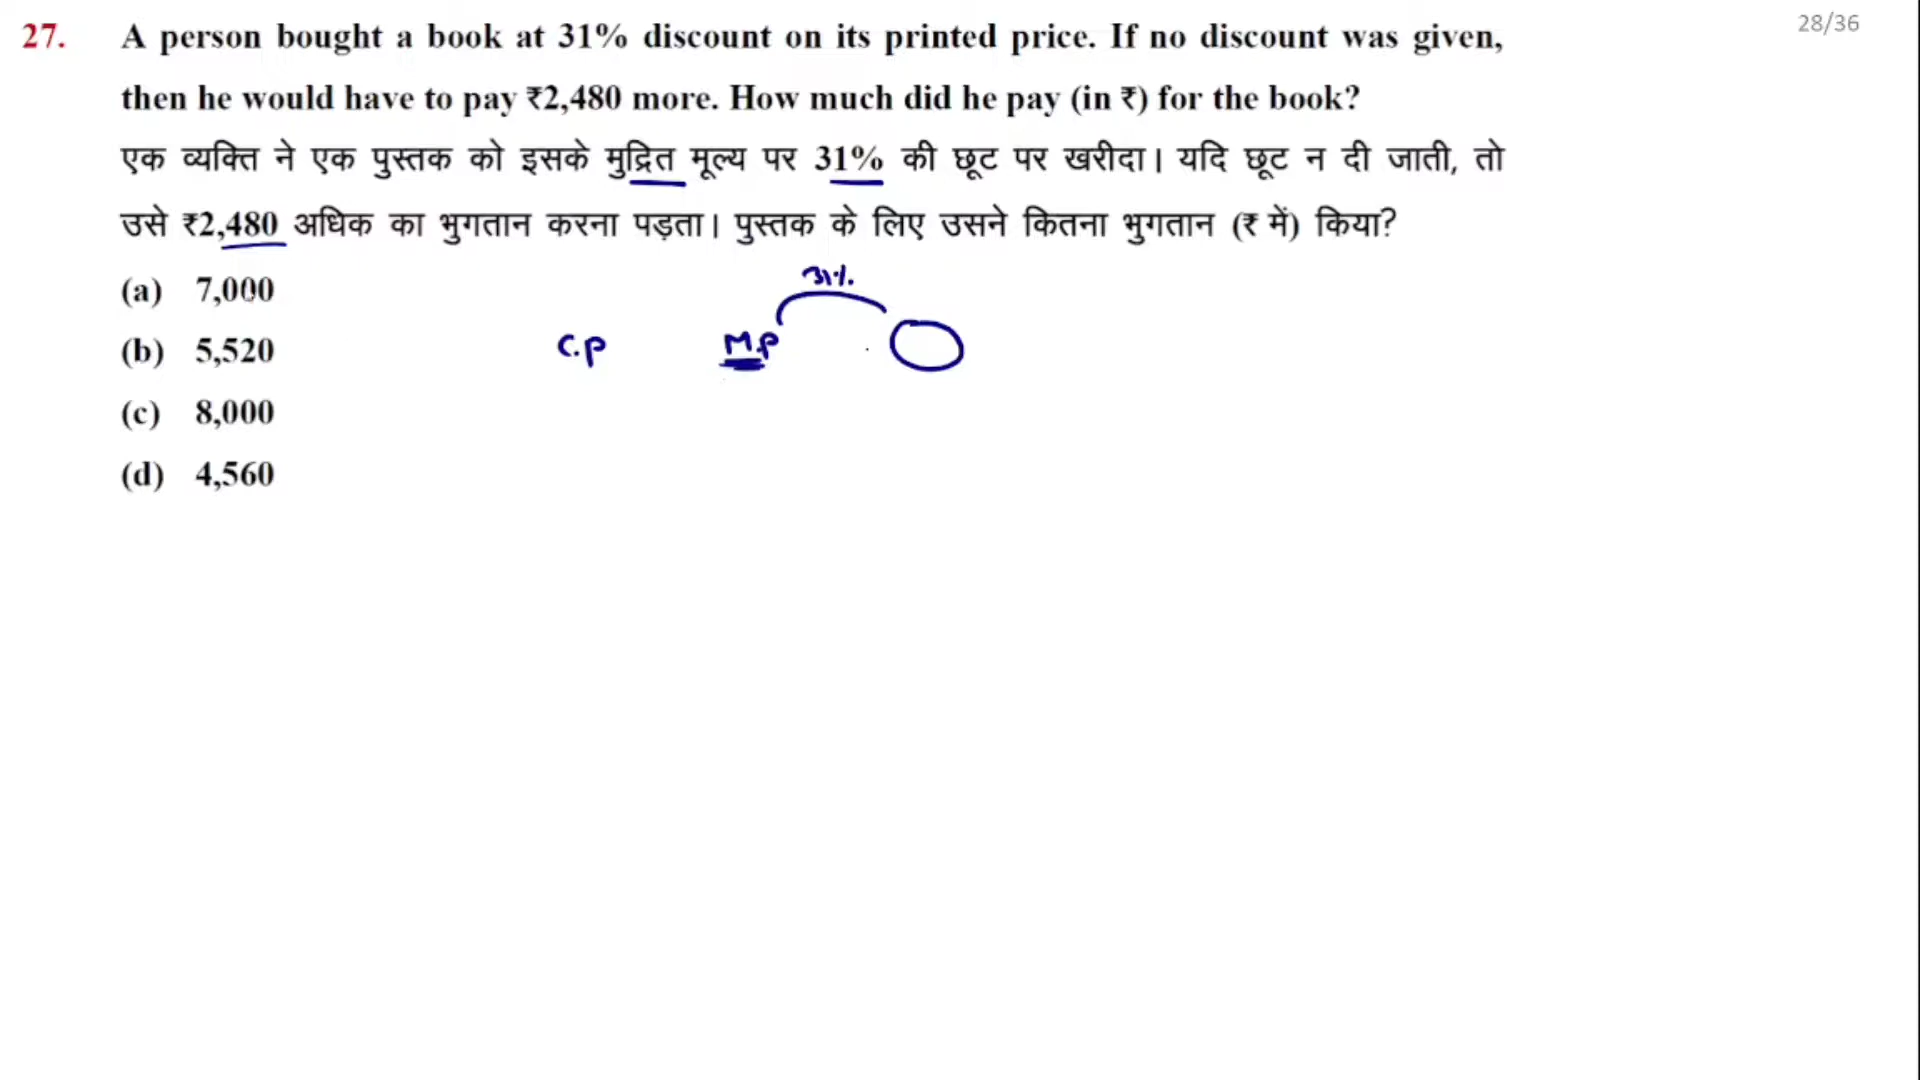 28/36
27. A person bought a book at 31% discount on its printed price. If no discount was given,
then he would have to pay ₹2,480 more. How much did he pay (in ₹) for the book?
एक व्यक्ति ने एक पुस्तक को इसके मुद्रित मूल्य पर 31% की छूट पर खरीदा। यदि छूट न दी जाती, तो
उसे ₹2,480 अधिक का भुगतान करना पड़ता। पुस्तक के लिए उसने कितना भुगतान (₹ में) किया?
(a) 7,000
31%
(b) 5,520
C.P M.P
(c) 8,000
(d) 4,560